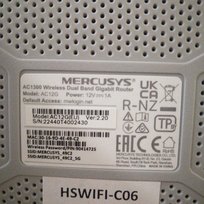 MERCUSYS
AC1300 Wireless Dual Band Gigabit Router
Model: AC12G Power: 12V⎓1A
Default Access: mwlogin.net
R-NZ
UK CA
Model:AC12G(EU) Ver: 2.20
S/N:22440T4002430
HSWIFI-C06